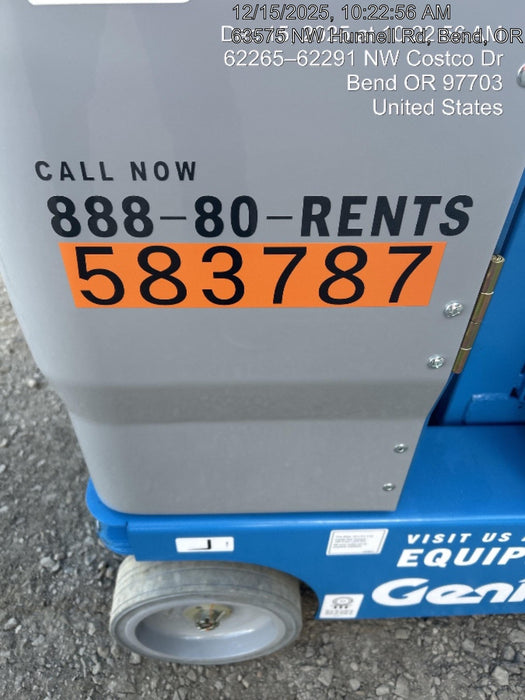 12/15/2025, 10:22:56 AM
63575 NW Hunnell Rd, Bend, OR
62265–62291 NW Costco Dr
Bend OR 97703
United States
CALL NOW
888-80-RENTS
583787
J
VISIT US
EQUIP
Geni